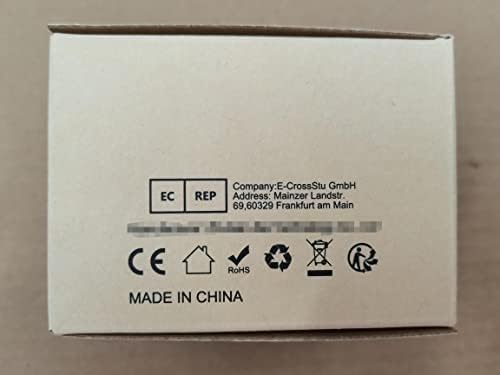 EC REP
Company:E-CrossStu GmbH
Address: Mainzer Landstr.
69,60329 Frankfurt am Main
CE
RoHS
MADE IN CHINA